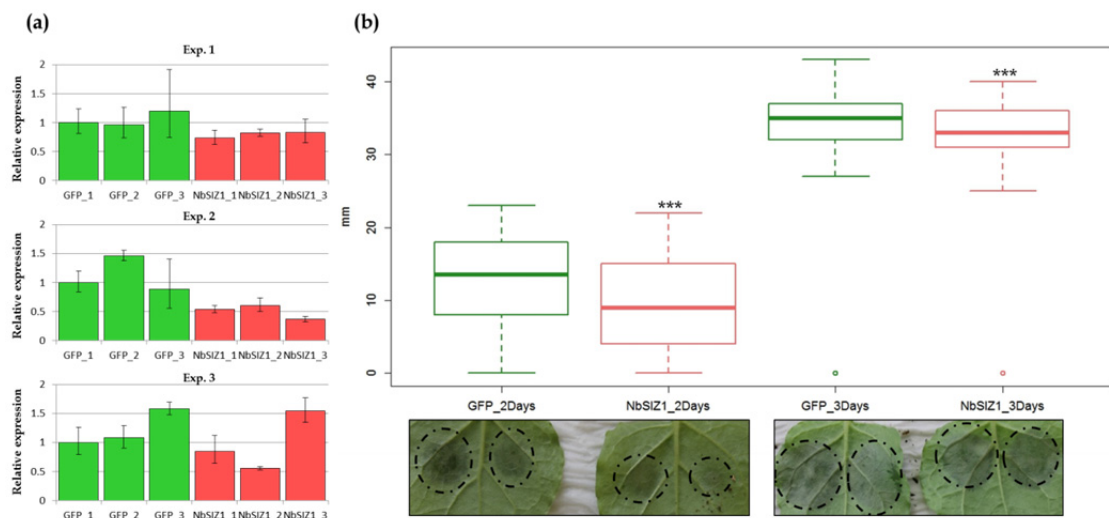 (a)
Exp. 1
Relative expression
2
1.5
1
0.5
0
GFP_1 GFP_2 GFP_3 NbSIZ1_1 NbSIZ1_2 NbSIZ1_3
Exp. 2
Relative expression
2
1.5
1
0.5
0
GFP_1 GFP_2 GFP_3 NbSIZ1_1 NbSIZ1_2 NbSIZ1_3
Exp. 3
Relative expression
2
1.5
1
0.5
0
GFP_1 GFP_2 GFP_3 NbSIZ1_1 NbSIZ1_2 NbSIZ1_3
(b)
mm
40
30
20
10
0
***
***
GFP_2Days NbSIZ1_2Days GFP_3Days NbSIZ1_3Days